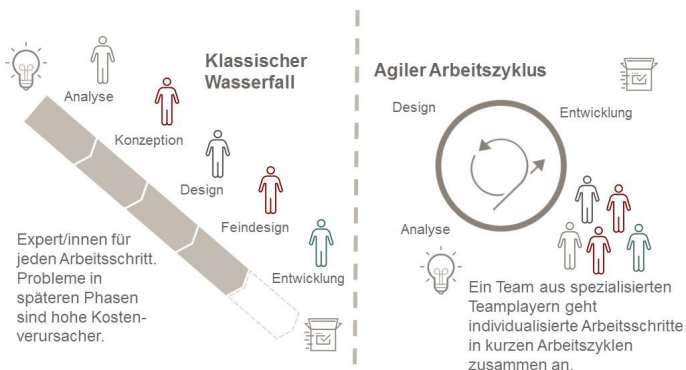 Klassischer
Wasserfall
Analyse
Konzeption
Design
Feindesign
Entwicklung
Expert/innen für
jeden Arbeitsschritt.
Probleme in
späteren Phasen
sind hohe Kosten-
verursacher.
Agiler Arbeitszyklus
Design
Entwicklung
Analyse
Ein Team aus spezialisierten
Teamplayern geht
individualisierte Arbeitsschritte
in kurzen Arbeitszyklen
zusammen an.